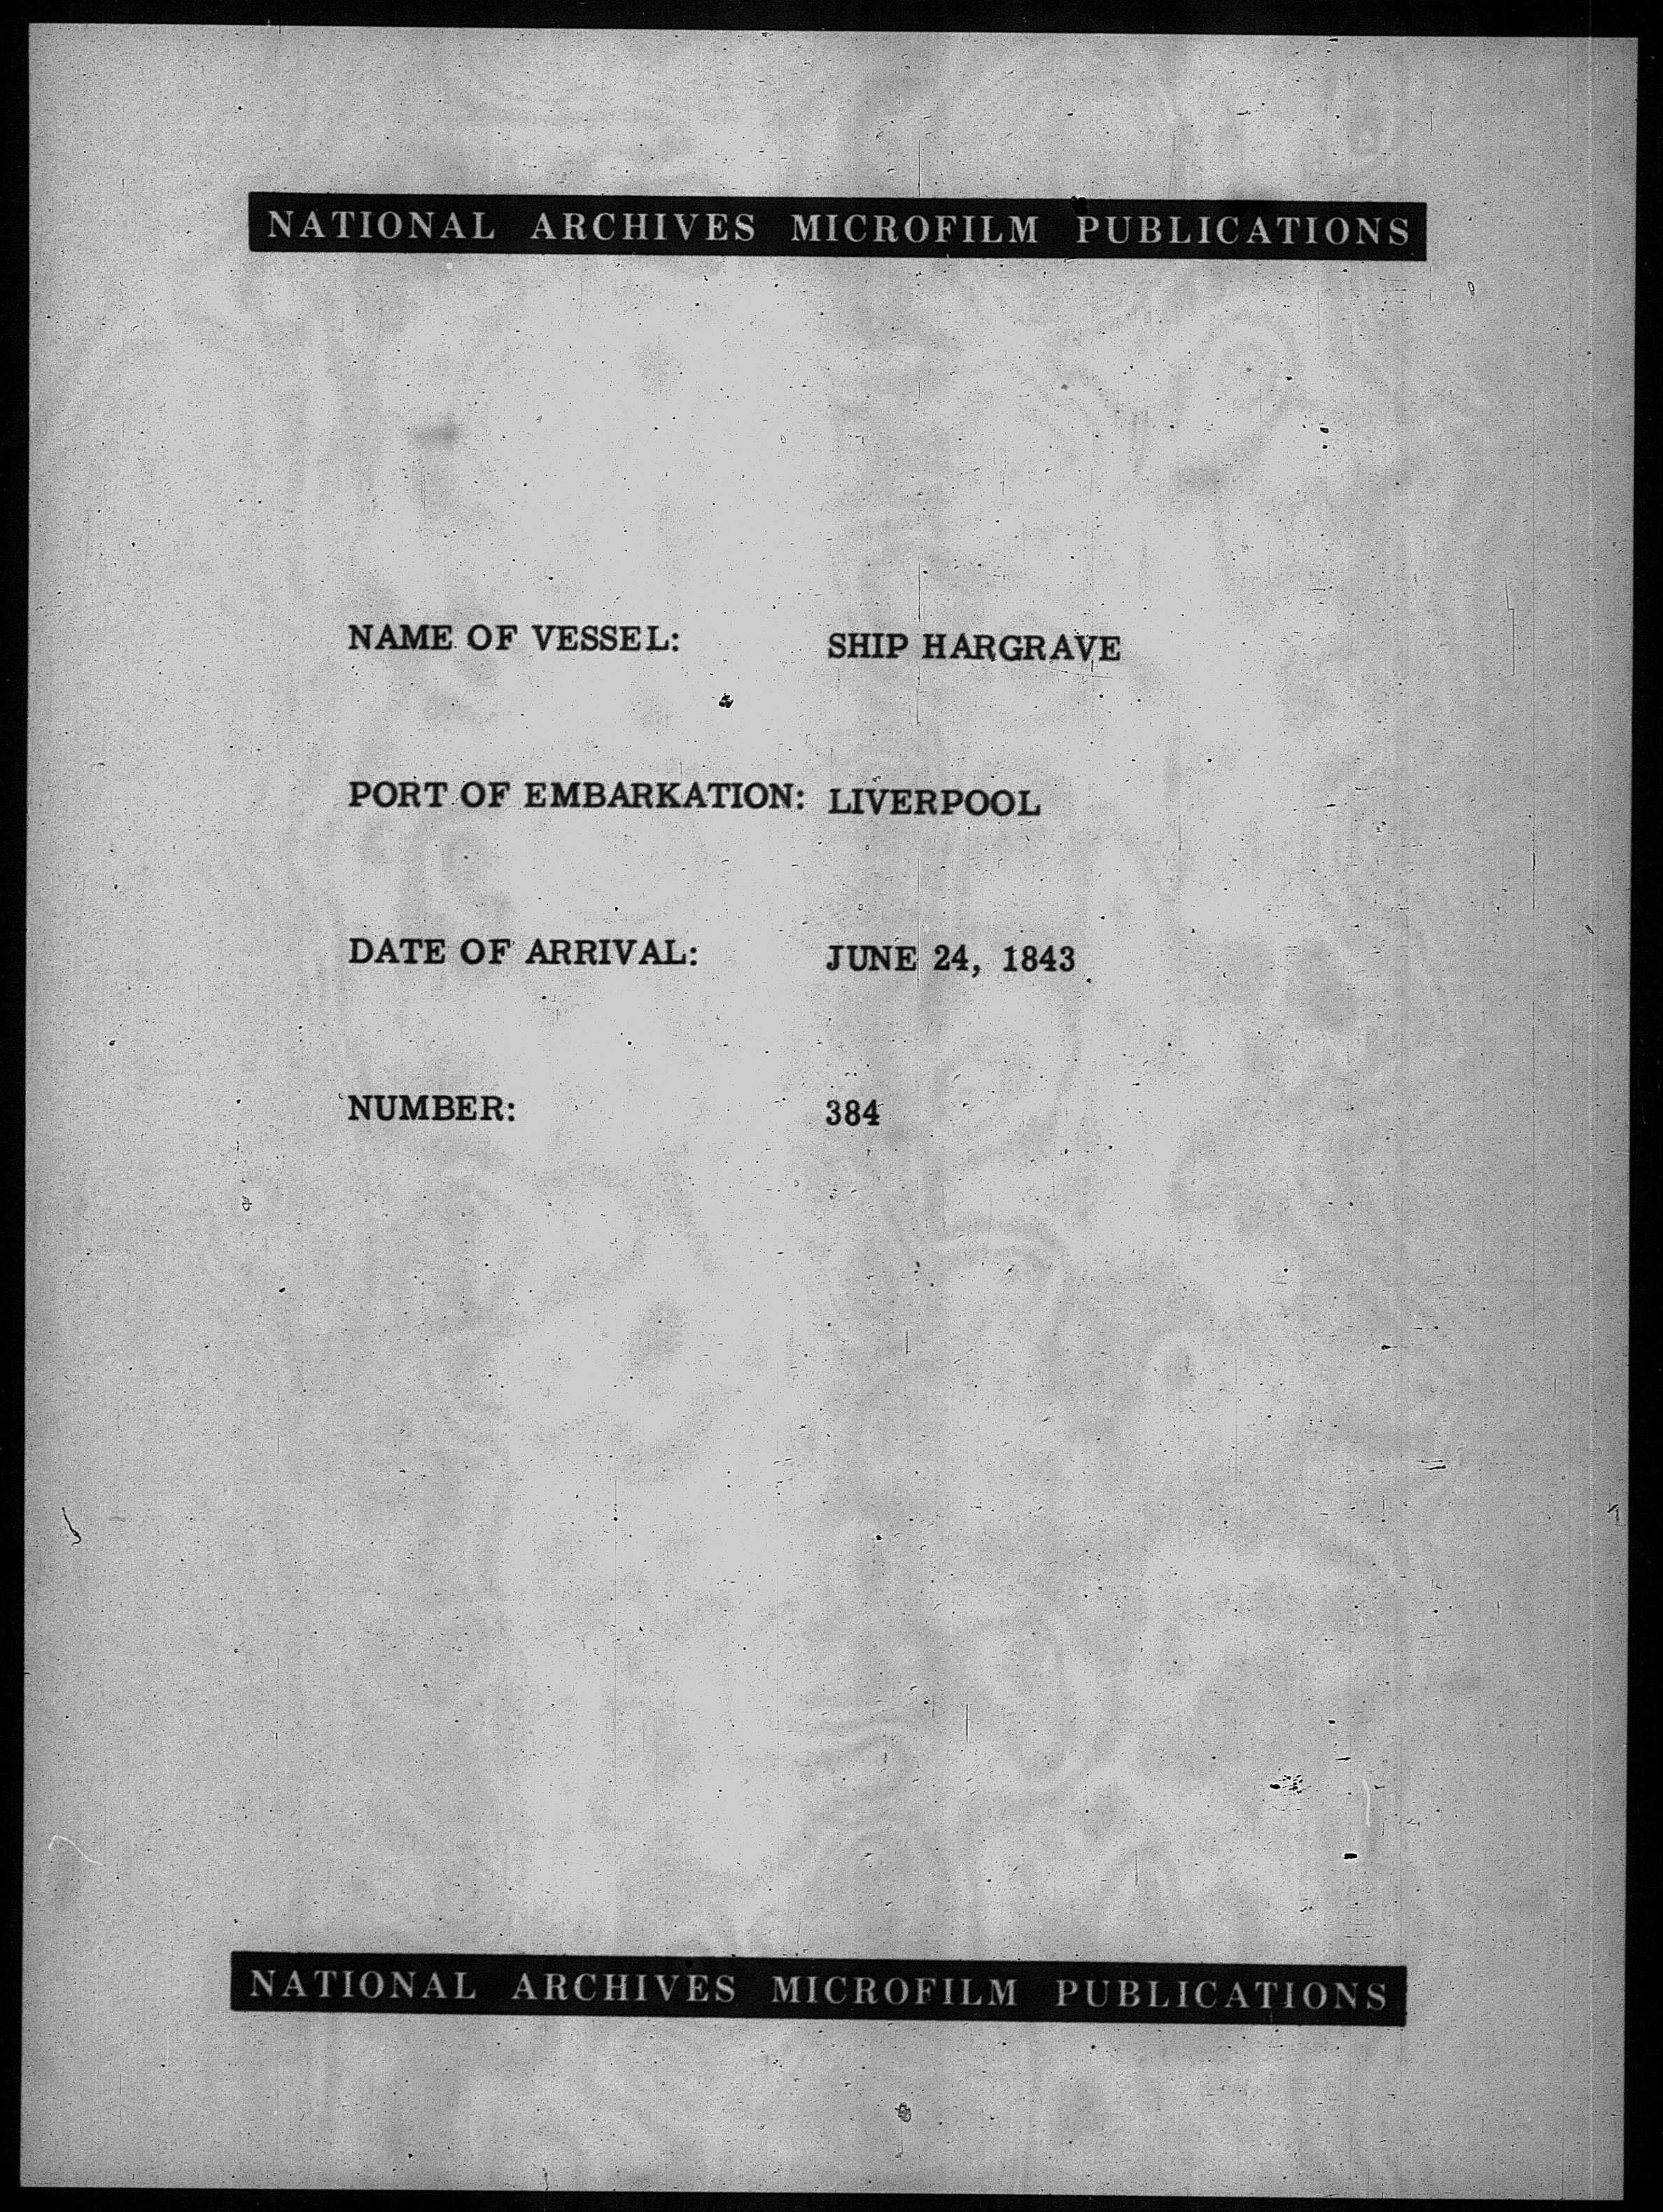 NATIONAL ARCHIVES MICROFILM PUBLICATIONS
NAME OF VESSEL: SHIP HARGRAVE
PORT OF EMBARKATION: LIVERPOOL
DATE OF ARRIVAL: JUNE 24, 1843
NUMBER: 384
NATIONAL ARCHIVES MICROFILM PUBLICATIONS